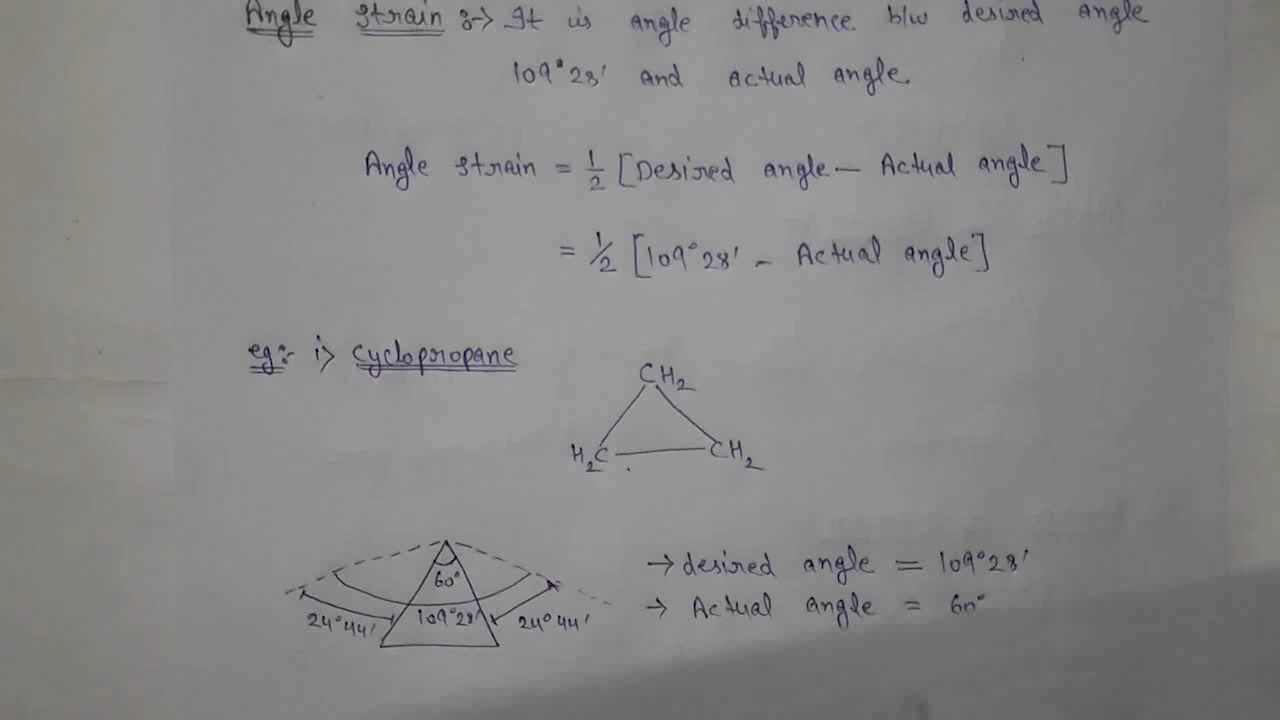 Angle strain :-> It is angle difference b/w desired angle
109°28' and actual angle.
Angle strain = 1/2 [Desired angle - Actual angle]
= 1/2 [109°28' - Actual angle]
eg:- i> Cyclopropane
CH2
H2C CH2
60°
24°44' 109°28' 24°44'
→ desired angle = 109°28'
→ Actual angle = 60°